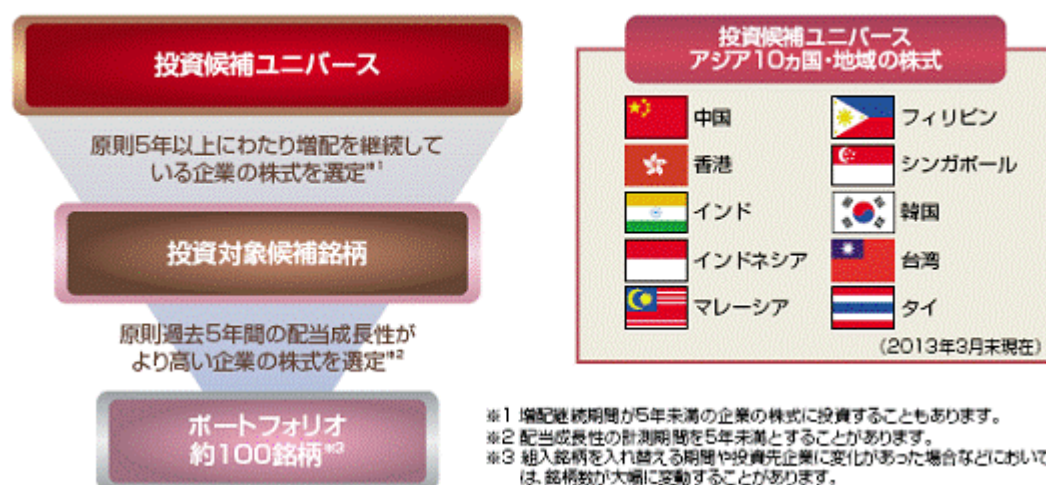 投資候補ユニバース
原則5年以上にわたり増配を継続して
いる企業の株式を選定※1
投資対象候補銘柄
原則過去5年間の配当成長性が
より高い企業の株式を選定※2
ポートフォリオ
約100銘柄※3
投資候補ユニバース
アジア10ヵ国・地域の株式
中国
フィリピン
香港
シンガポール
インド
韓国
インドネシア
台湾
マレーシア
タイ
(2013年3月末現在)
※1 増配継続期間が5年未満の企業の株式に投資することもあります。
※2 配当成長性の計測期間を5年未満とすることがあります。
※3 組入銘柄を入れ替える期間や投資先企業に変化があった場合などにおいて
は、銘柄数が大幅に変動することがあります。